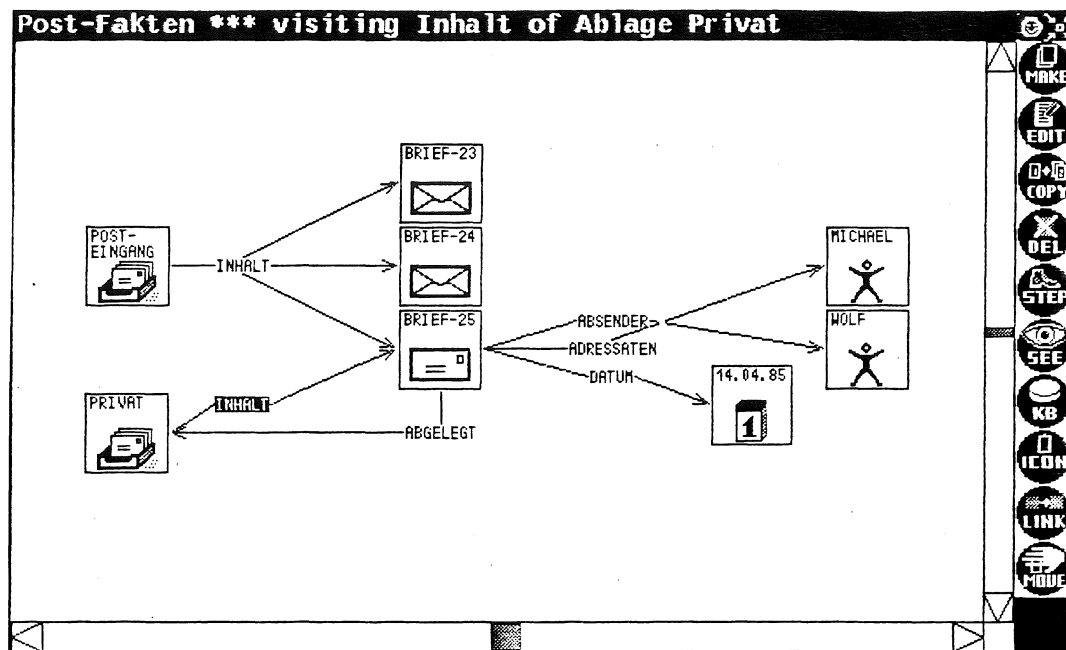 Post-Fakten *** visiting Inhalt of Ablage Privat
MAKE
EDIT
COPY
DEL
STEP
SEE
KB
ICON
LINK
MOVE
BRIEF-23
POST-
EINGANG
INHALT
BRIEF-24
MICHAEL
BRIEF-25
ABSENDER
WOLF
ADRESSATEN
DATUM
14.04.85
1
PRIVAT
INHALT
ABGELEGT